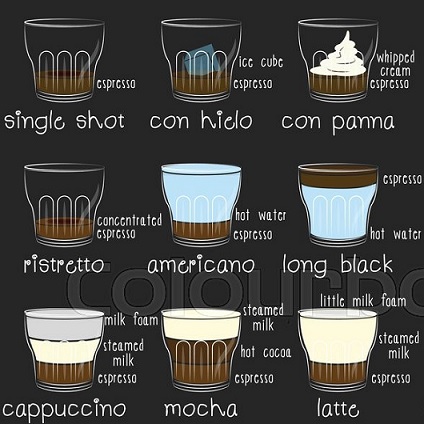 espresso
single shot
ice cube
espresso
con hielo
whipped
cream
espresso
con panna
concentrated
espresso
ristretto
hot water
espresso
americano
espresso
hot water
long black
milk foam
steamed
milk
espresso
cappuccino
steamed
milk
hot cocoa
espresso
mocha
little milk foam
steamed
milk
espresso
latte